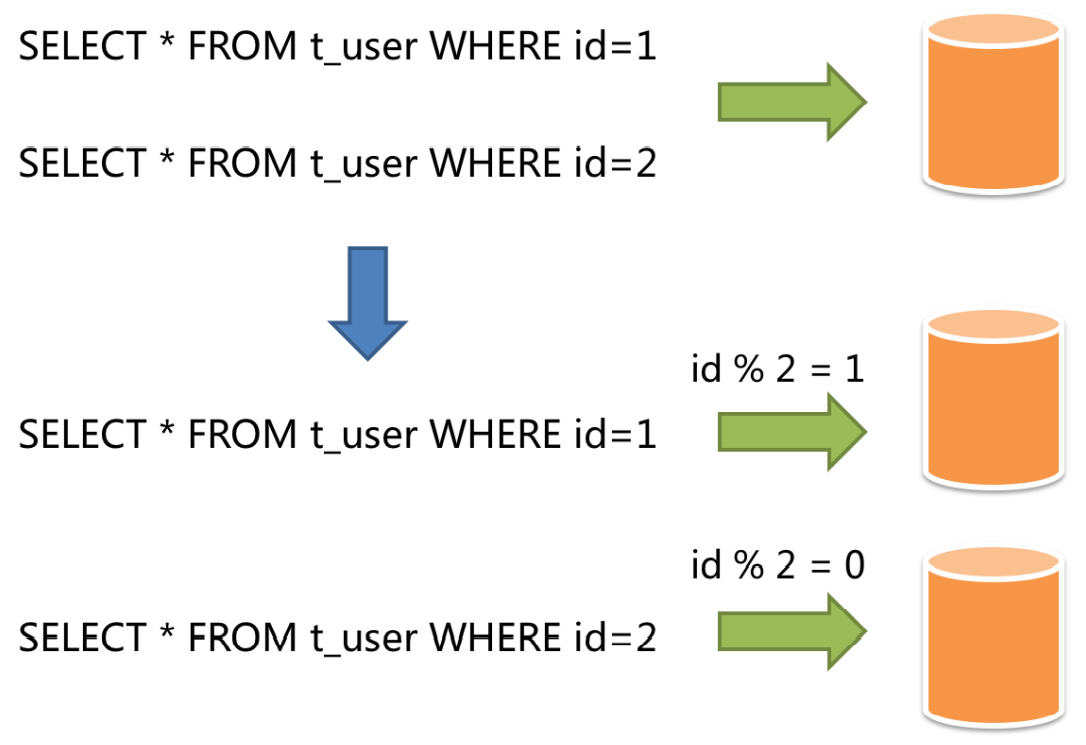 SELECT * FROM t_user WHERE id=1
SELECT * FROM t_user WHERE id=2
id % 2 = 1
SELECT * FROM t_user WHERE id=1
id % 2 = 0
SELECT * FROM t_user WHERE id=2